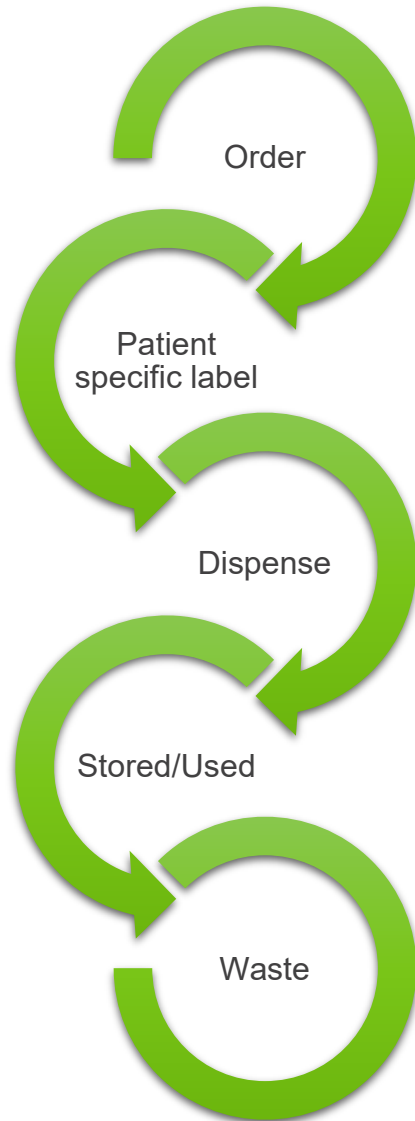 Order
Patient
specific label
Dispense
Stored/Used
Waste